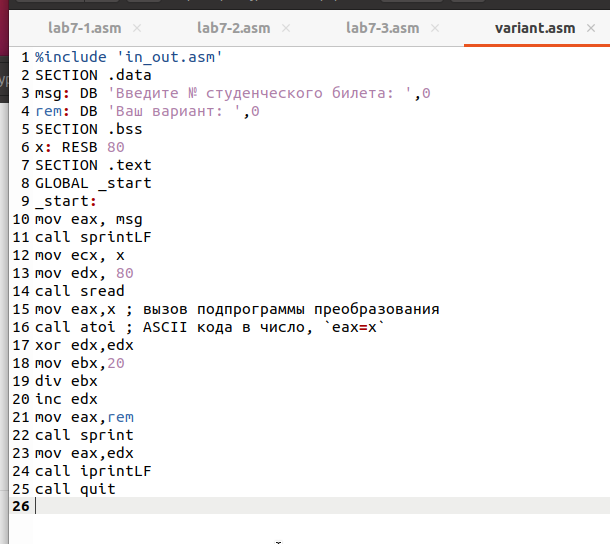 lab7-1.asm × lab7-2.asm × lab7-3.asm × variant.asm ×
1 %include 'in_out.asm'
2 SECTION .data
3 msg: DB 'Введите № студенческого билета: ',0
4 rem: DB 'Ваш вариант: ',0
5 SECTION .bss
6 x: RESB 80
7 SECTION .text
8 GLOBAL _start
9 _start:
10 mov eax, msg
11 call sprintLF
12 mov ecx, x
13 mov edx, 80
14 call sread
15 mov eax,x ; вызов подпрограммы преобразования
16 call atoi ; ASCII кода в число, `eax=x`
17 xor edx,edx
18 mov ebx,20
19 div ebx
20 inc edx
21 mov eax,rem
22 call sprint
23 mov eax,edx
24 call iprintLF
25 call quit
26